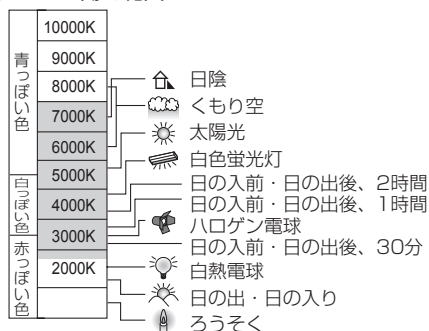 青っぽい色
白っぽい色
赤っぽい色
10000K
9000K
8000K
7000K
6000K
5000K
4000K
3000K
2000K
日陰
くもり空
太陽光
白色蛍光灯
日の入前・日の出後、2時間
日の入前・日の出後、1時間
ハロゲン電球
日の入前・日の出後、30分
白熱電球
日の出・日の入り
ろうそく